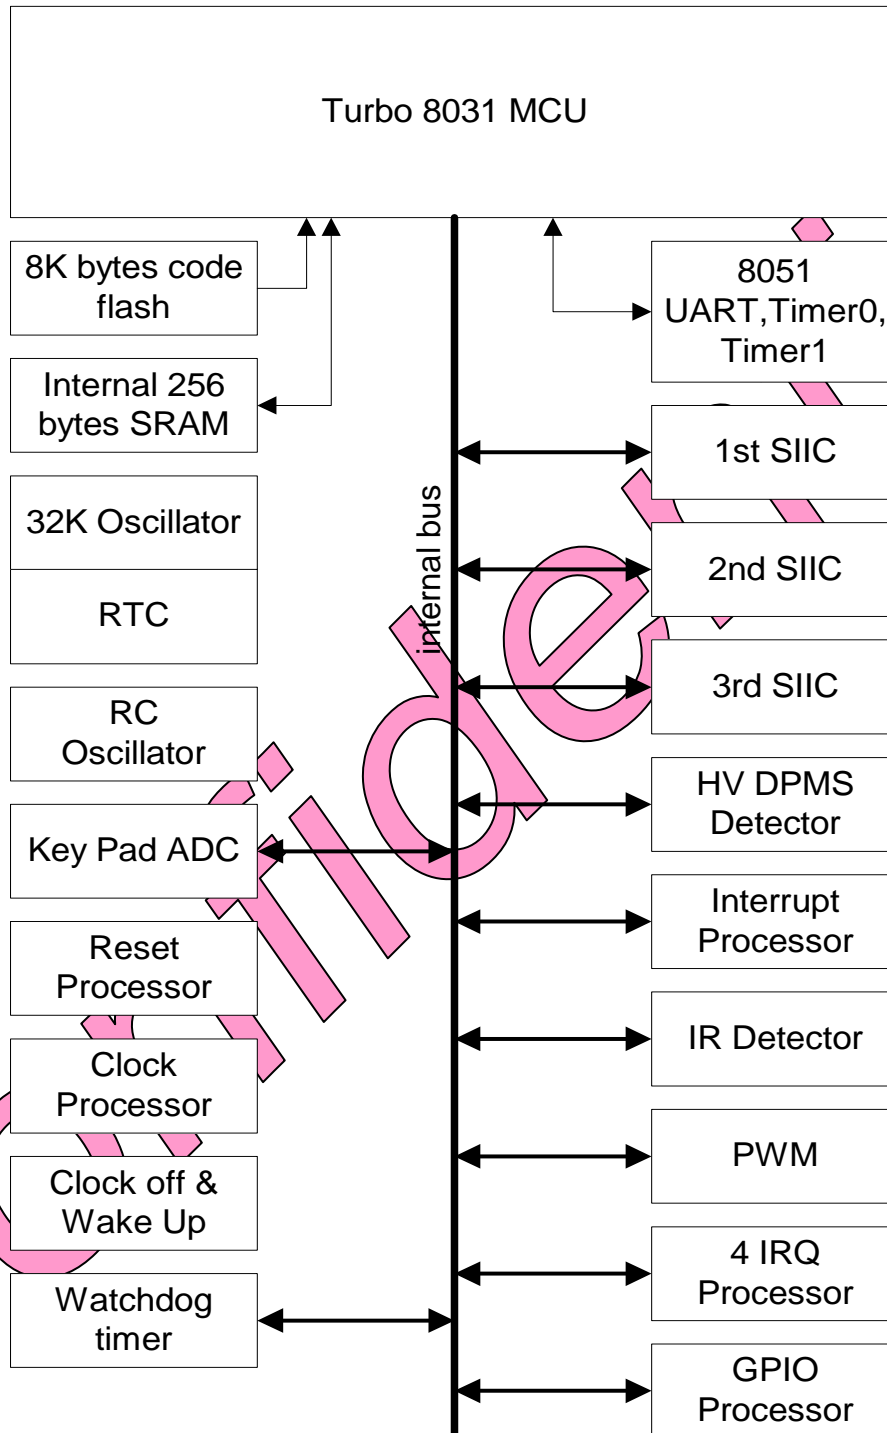 Turbo 8031 MCU
8K bytes code
flash
Internal 256
bytes SRAM
32K Oscillator
RTC
RC
Oscillator
Key Pad ADC
Reset
Processor
Clock
Processor
Clock off &
Wake Up
Watchdog
timer
internal bus
8051
UART,Timer0,
Timer1
1st SIIC
2nd SIIC
3rd SIIC
HV DPMS
Detector
Interrupt
Processor
IR Detector
PWM
4 IRQ
Processor
GPIO
Processor